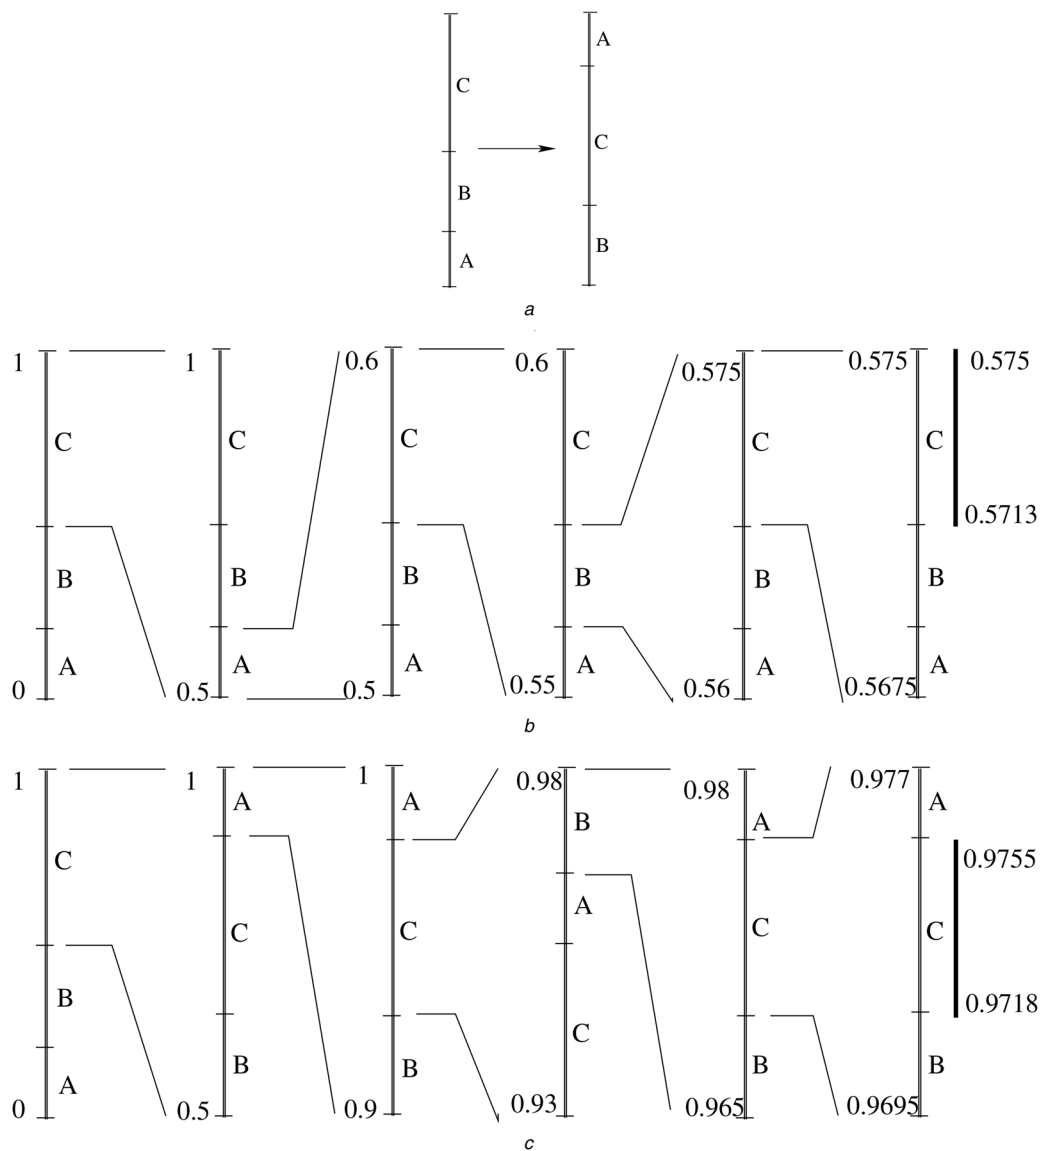 A
C
C
B
B
A
a
1 1 0.6 0.6 0.575 0.575 0.575
C C C C C C
0.5713
B B B B B B
A A A A A A
0 0.5 0.5 0.55 0.56 0.5675
b
1 1 1 0.98 0.98 0.977
A A B A A
0.9755
C A
C C C C
B C
0.9718
A B B B B
0 0.5 0.9 0.93 0.965 0.9695
c